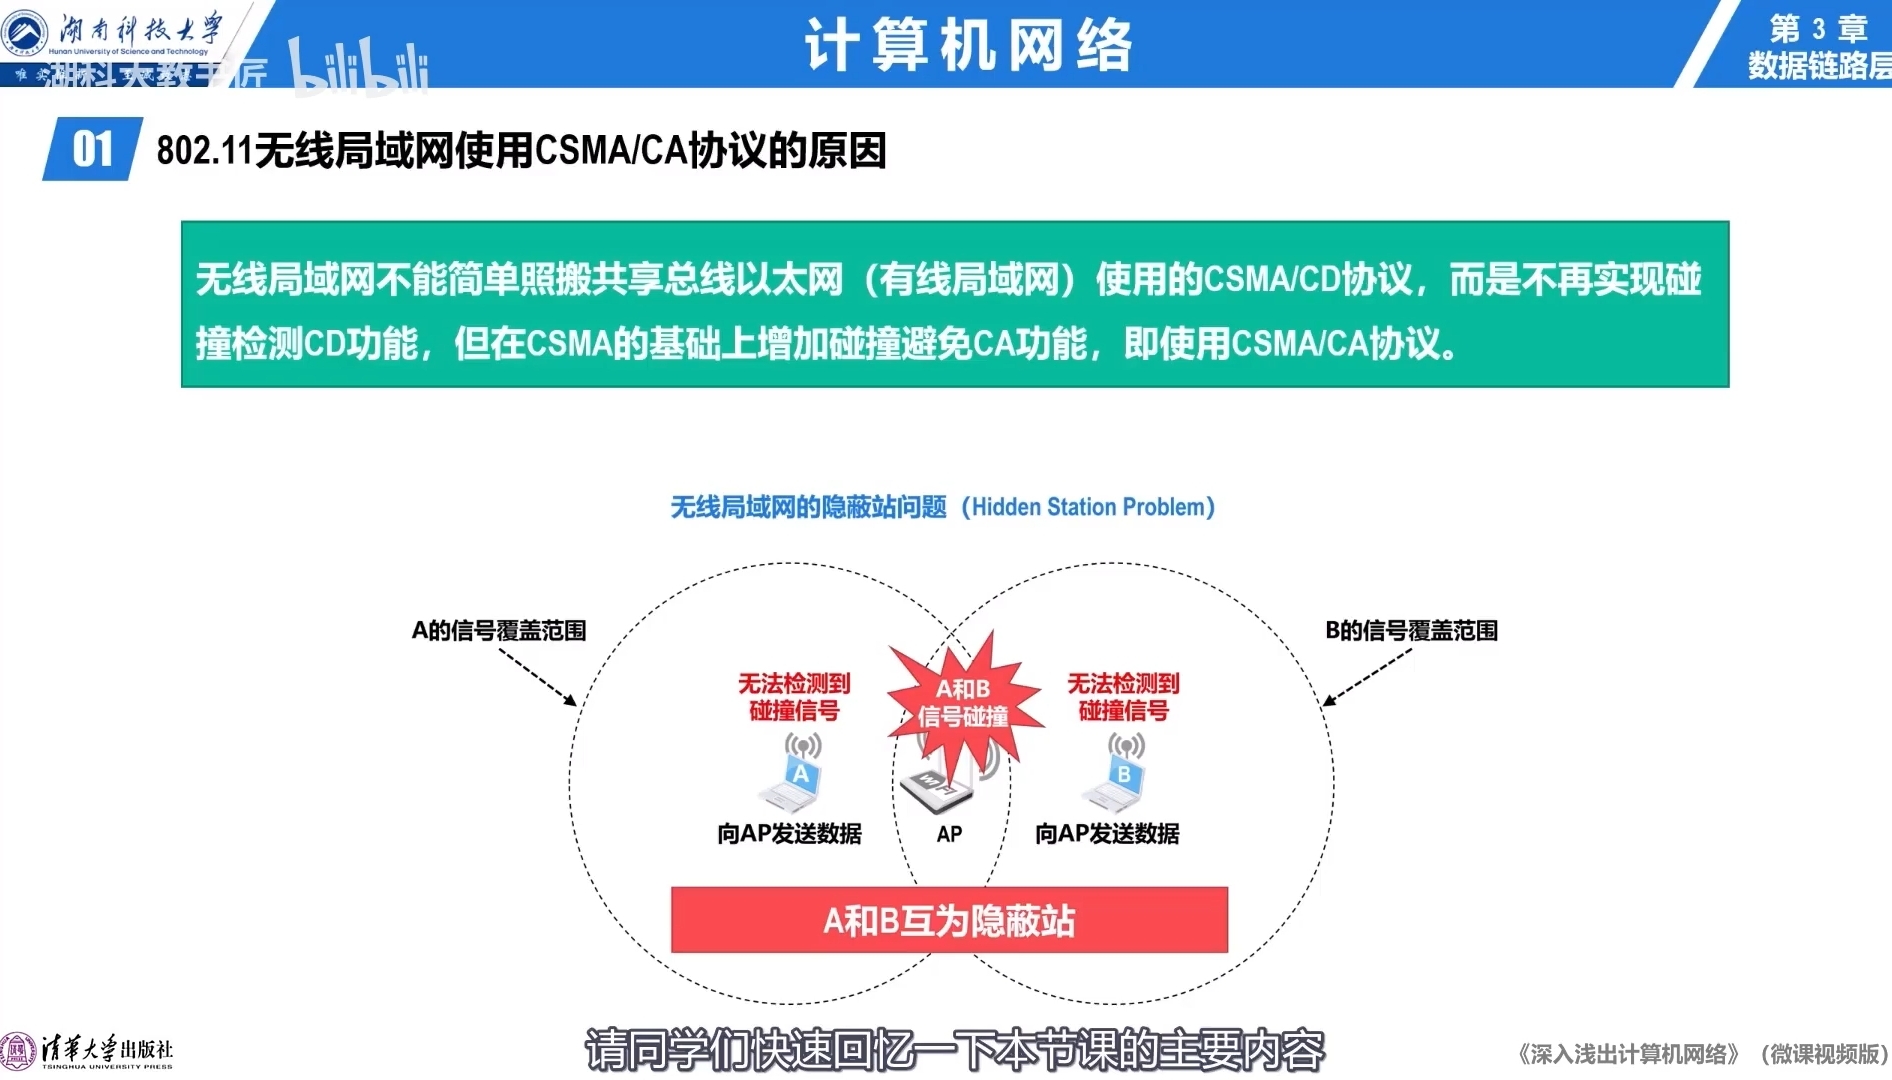 湖南科技大学
Hunan University of Science and Technology
湖科大教书匠
bilibili
计算机网络
第 3 章
数据链路层
01
802.11无线局域网使用CSMA/CA协议的原因
无线局域网不能简单照搬共享总线以太网（有线局域网）使用的CSMA/CD协议，而是不再实现碰
撞检测CD功能，但在CSMA的基础上增加碰撞避免CA功能，即使用CSMA/CA协议。
无线局域网的隐蔽站问题（Hidden Station Problem）
A的信号覆盖范围
B的信号覆盖范围
无法检测到
碰撞信号
A和B
信号碰撞
无法检测到
碰撞信号
A
WiFi
B
向AP发送数据
AP
向AP发送数据
A和B互为隐蔽站
请同学们快速回忆一下本节课的主要内容
清华大学出版社
TSINGHUA UNIVERSITY PRESS
《深入浅出计算机网络》（微课视频版）